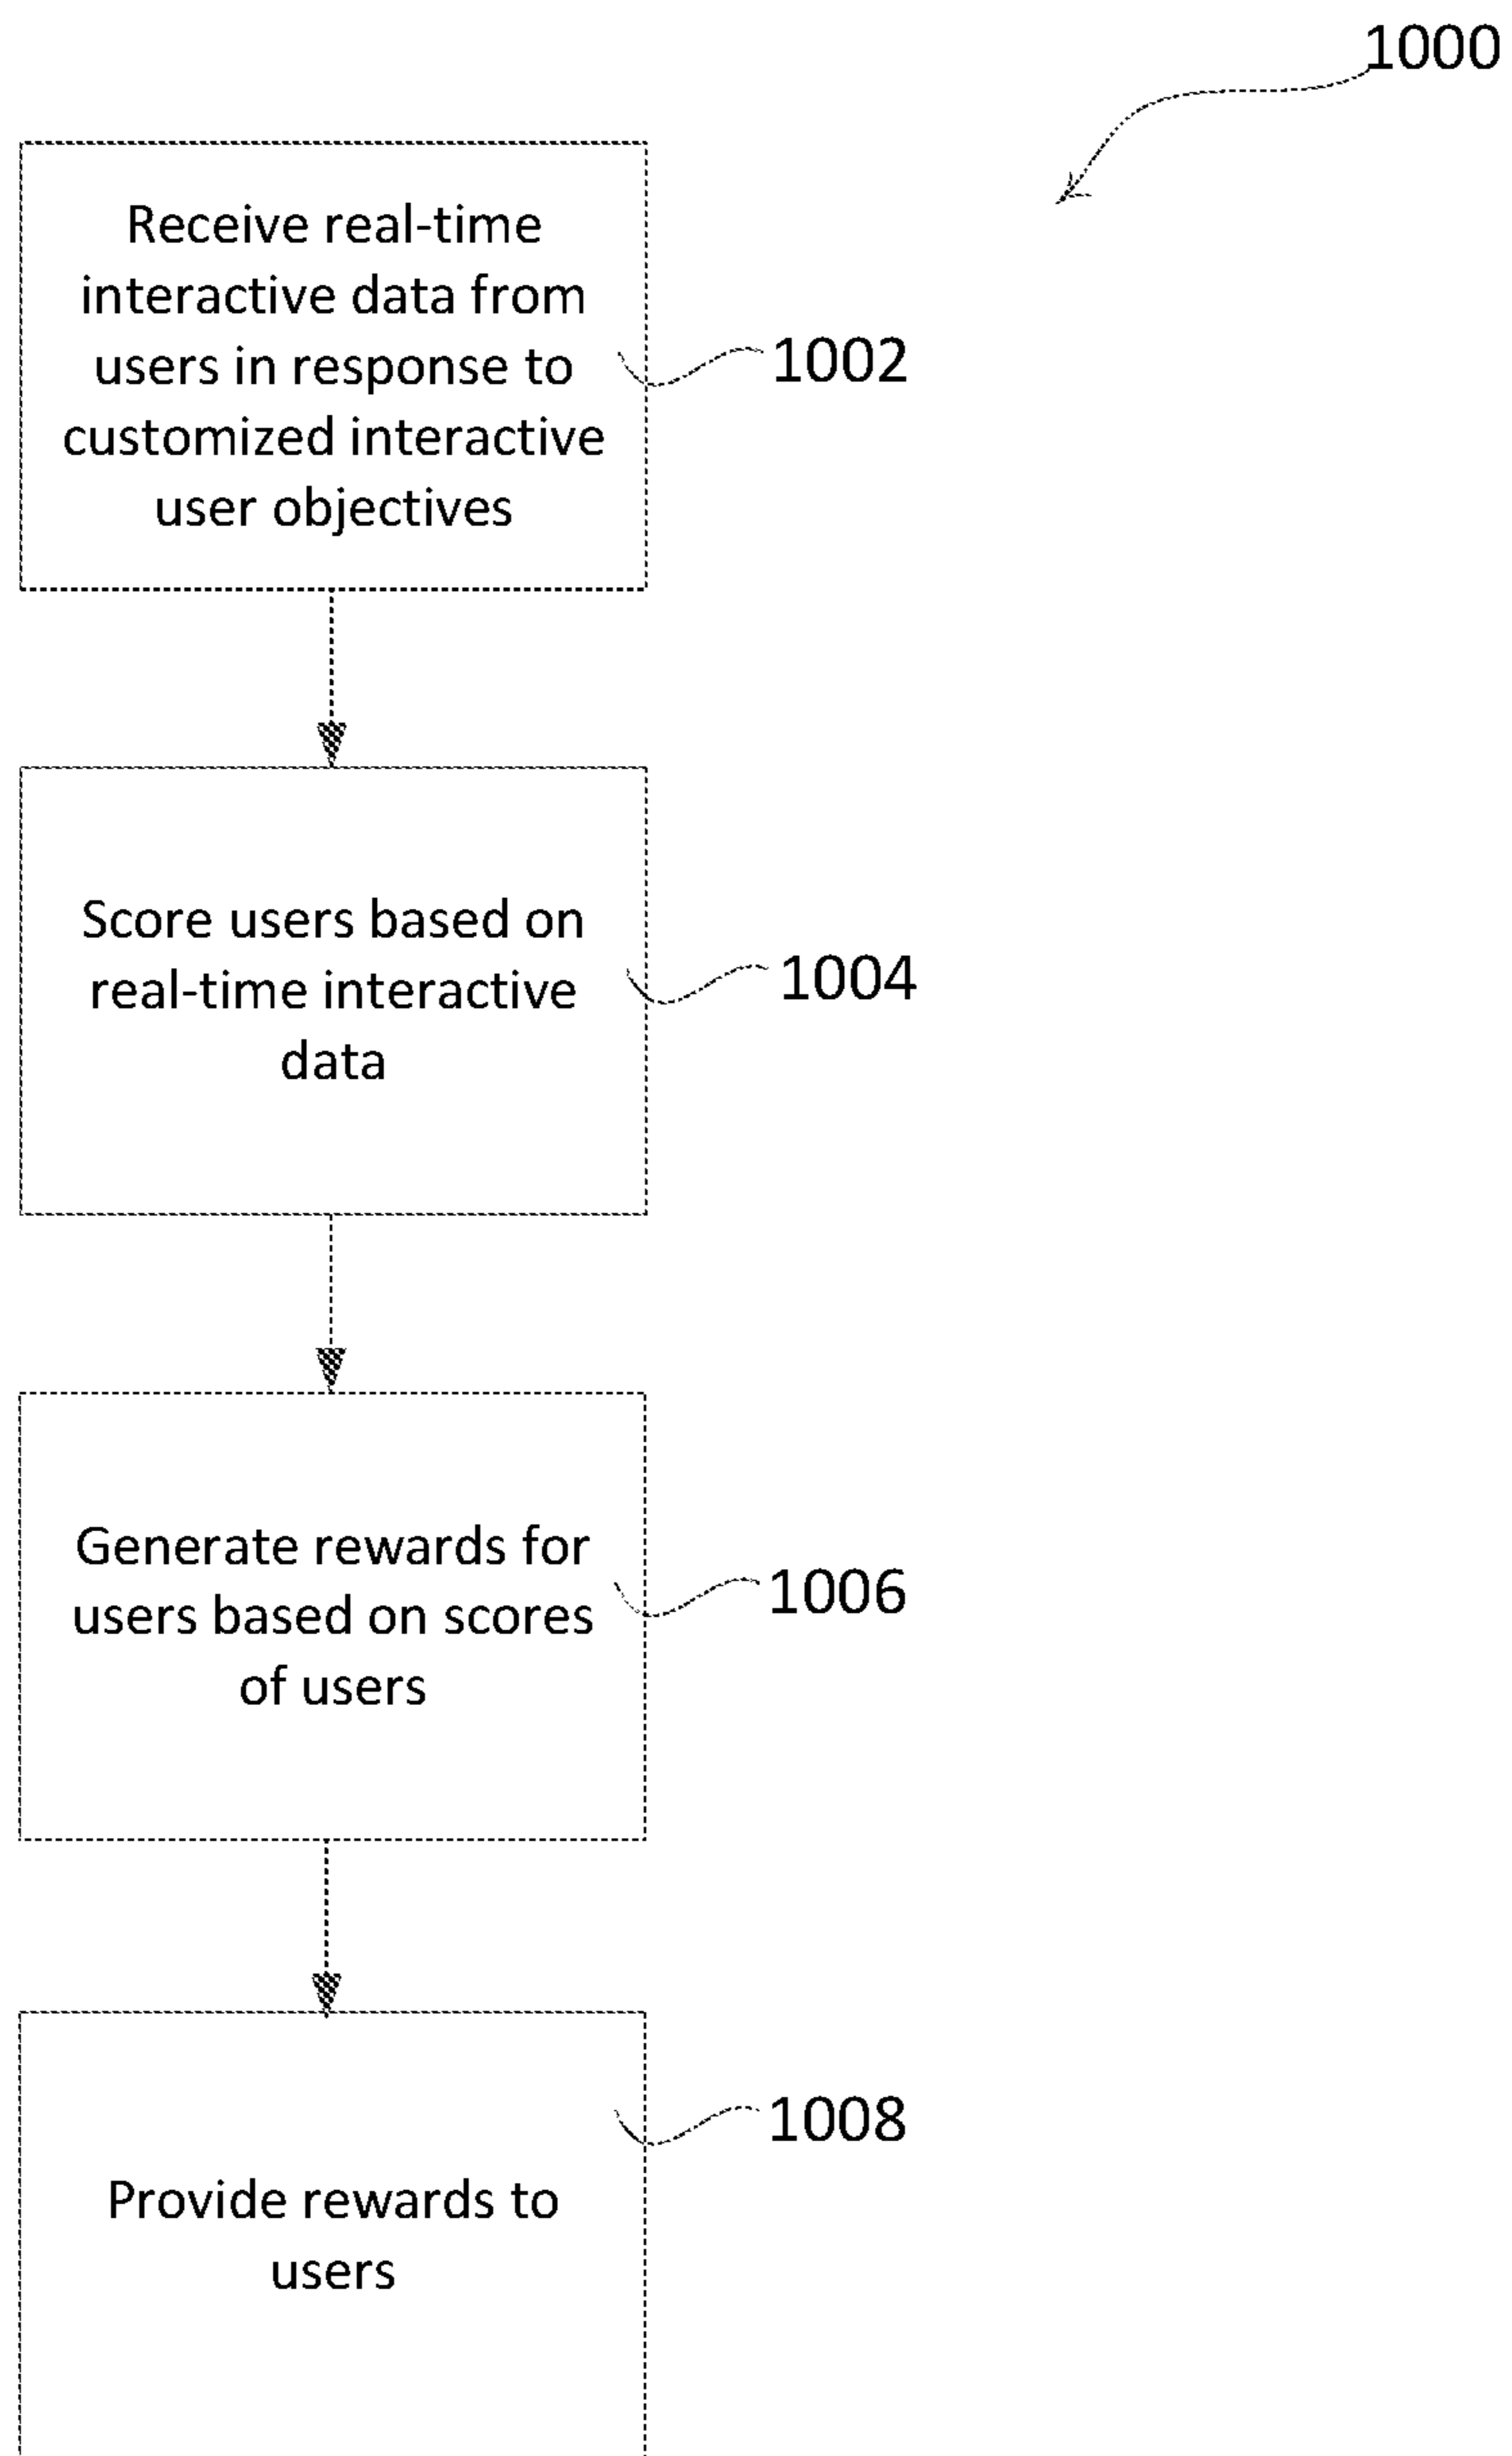 1000
Receive real-time
interactive data from
users in response to
customized interactive
user objectives
1002
Score users based on
real-time interactive
data
1004
Generate rewards for
users based on scores
of users
1006
1008
Provide rewards to
users